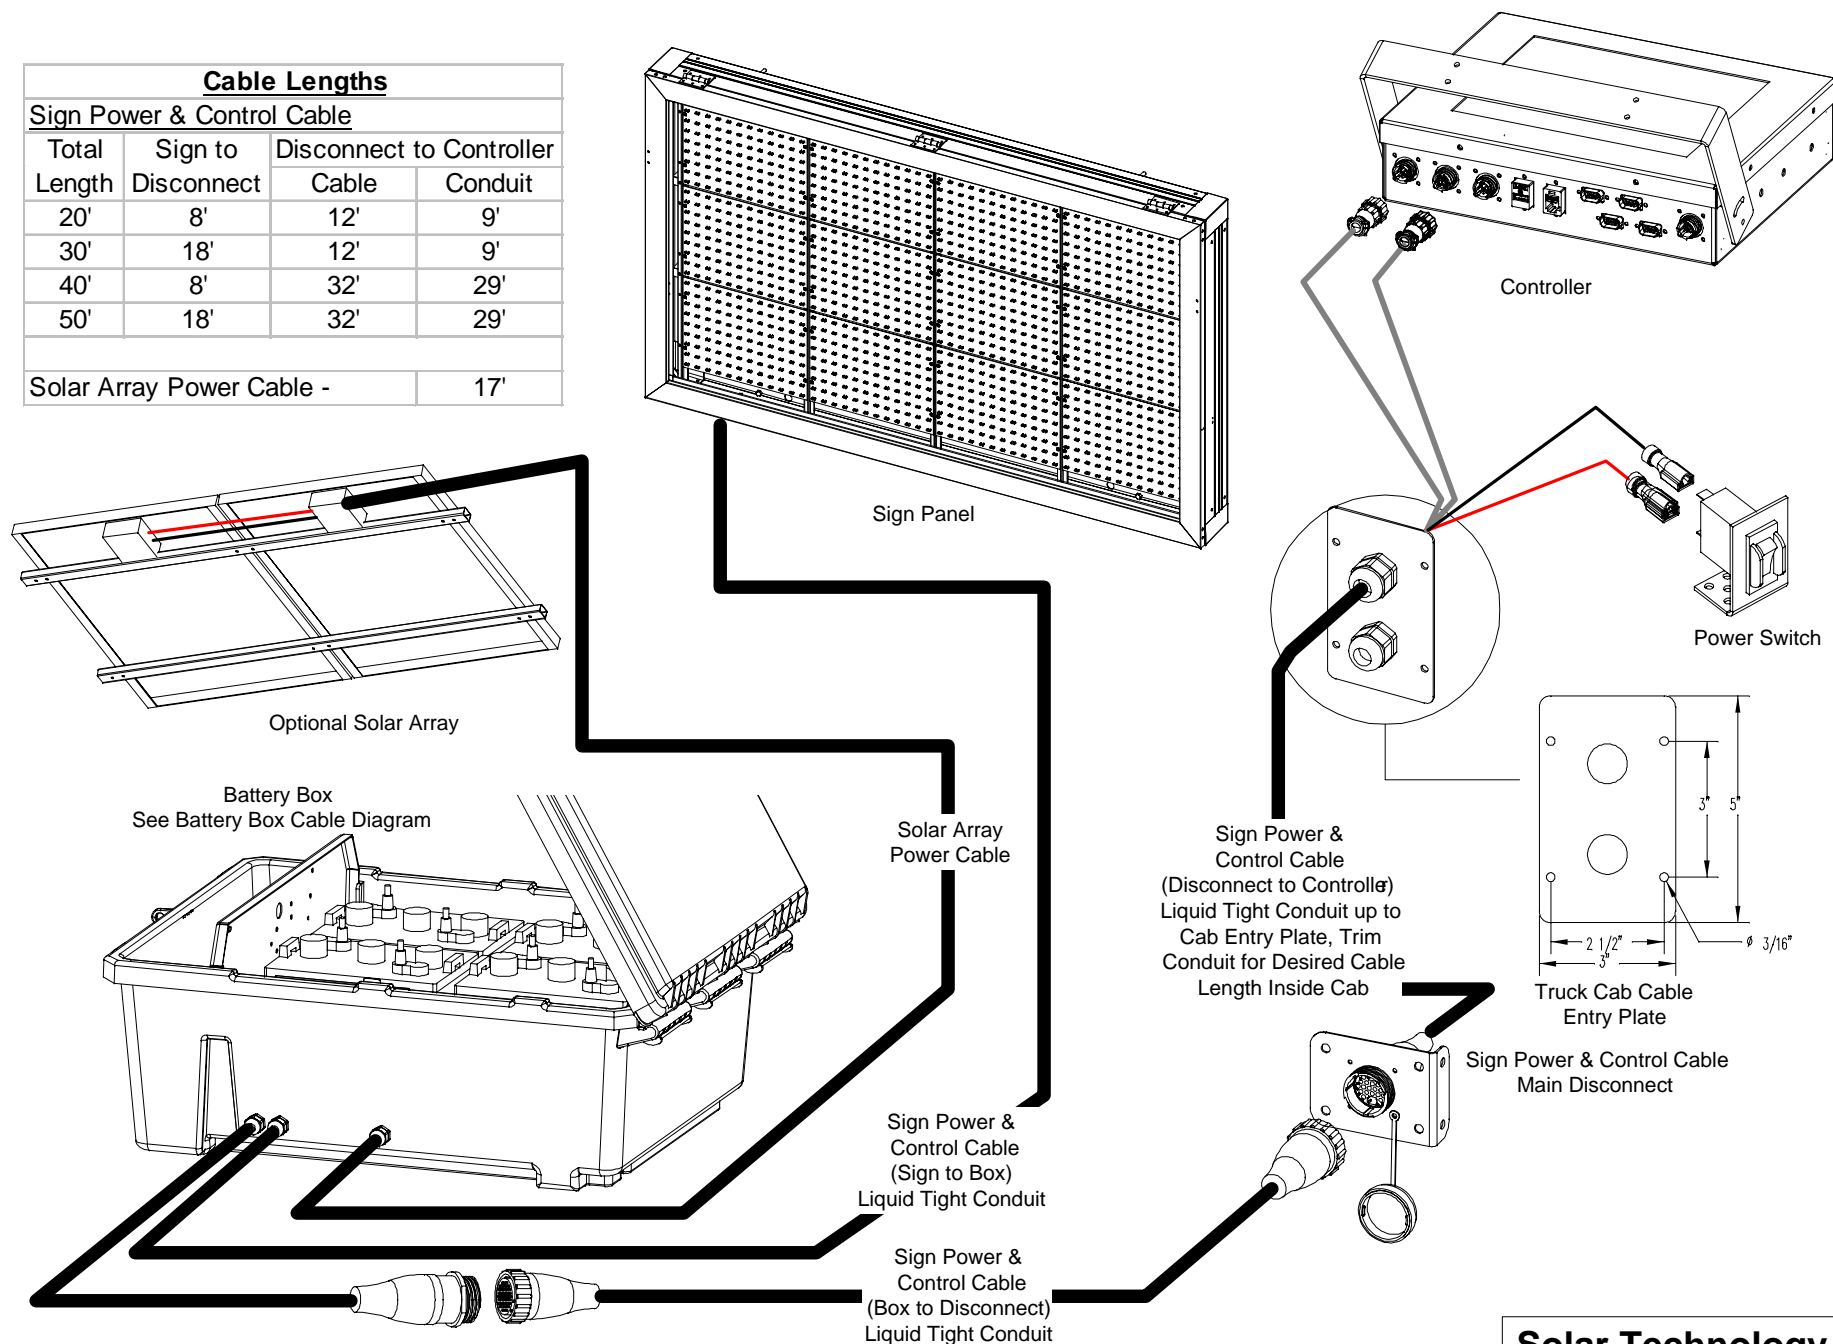 Cable Lengths
Sign Power & Control Cable
Total Length | Sign to Disconnect | Disconnect to Controller
Cable | Conduit
20' 8' 12' 9'
30' 18' 12' 9'
40' 8' 32' 29'
50' 18' 32' 29'
Solar Array Power Cable - 17'
Sign Panel
Controller
Power Switch
Optional Solar Array
Battery Box
See Battery Box Cable Diagram
Solar Array
Power Cable
Sign Power &
Control Cable
(Disconnect to Controller)
Liquid Tight Conduit up to
Cab Entry Plate, Trim
Conduit for Desired Cable
Length Inside Cab
3"
5"
2 1/2"
3"
ø 3/16"
Truck Cab Cable
Entry Plate
Sign Power & Control Cable
Main Disconnect
Sign Power &
Control Cable
(Sign to Box)
Liquid Tight Conduit
Sign Power &
Control Cable
(Box to Disconnect)
Liquid Tight Conduit
Solar Technology